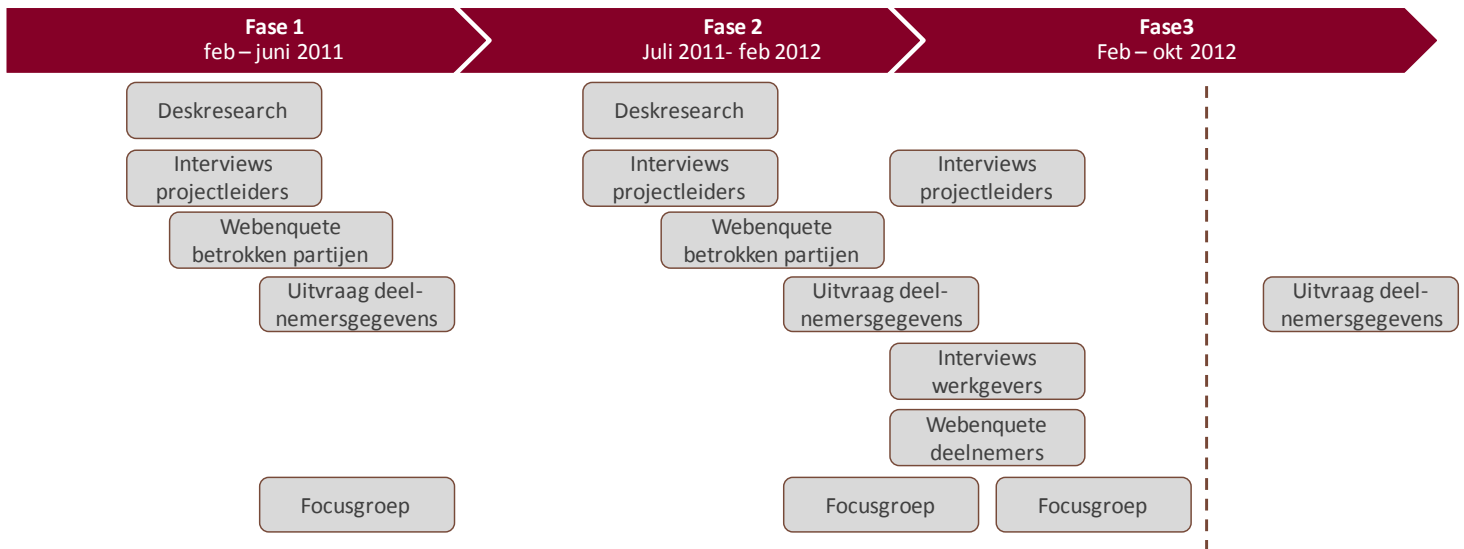 Fase 1
feb – juni 2011
Fase 2
Juli 2011- feb 2012
Fase3
Feb – okt 2012
Deskresearch
Deskresearch
Interviews
projectleiders
Interviews
projectleiders
Interviews
projectleiders
Webenquete
betrokken partijen
Webenquete
betrokken partijen
Uitvraag deel-
nemersgegevens
Uitvraag deel-
nemersgegevens
Uitvraag deel-
nemersgegevens
Interviews
werkgevers
Webenquete
deelnemers
Focusgroep
Focusgroep
Focusgroep